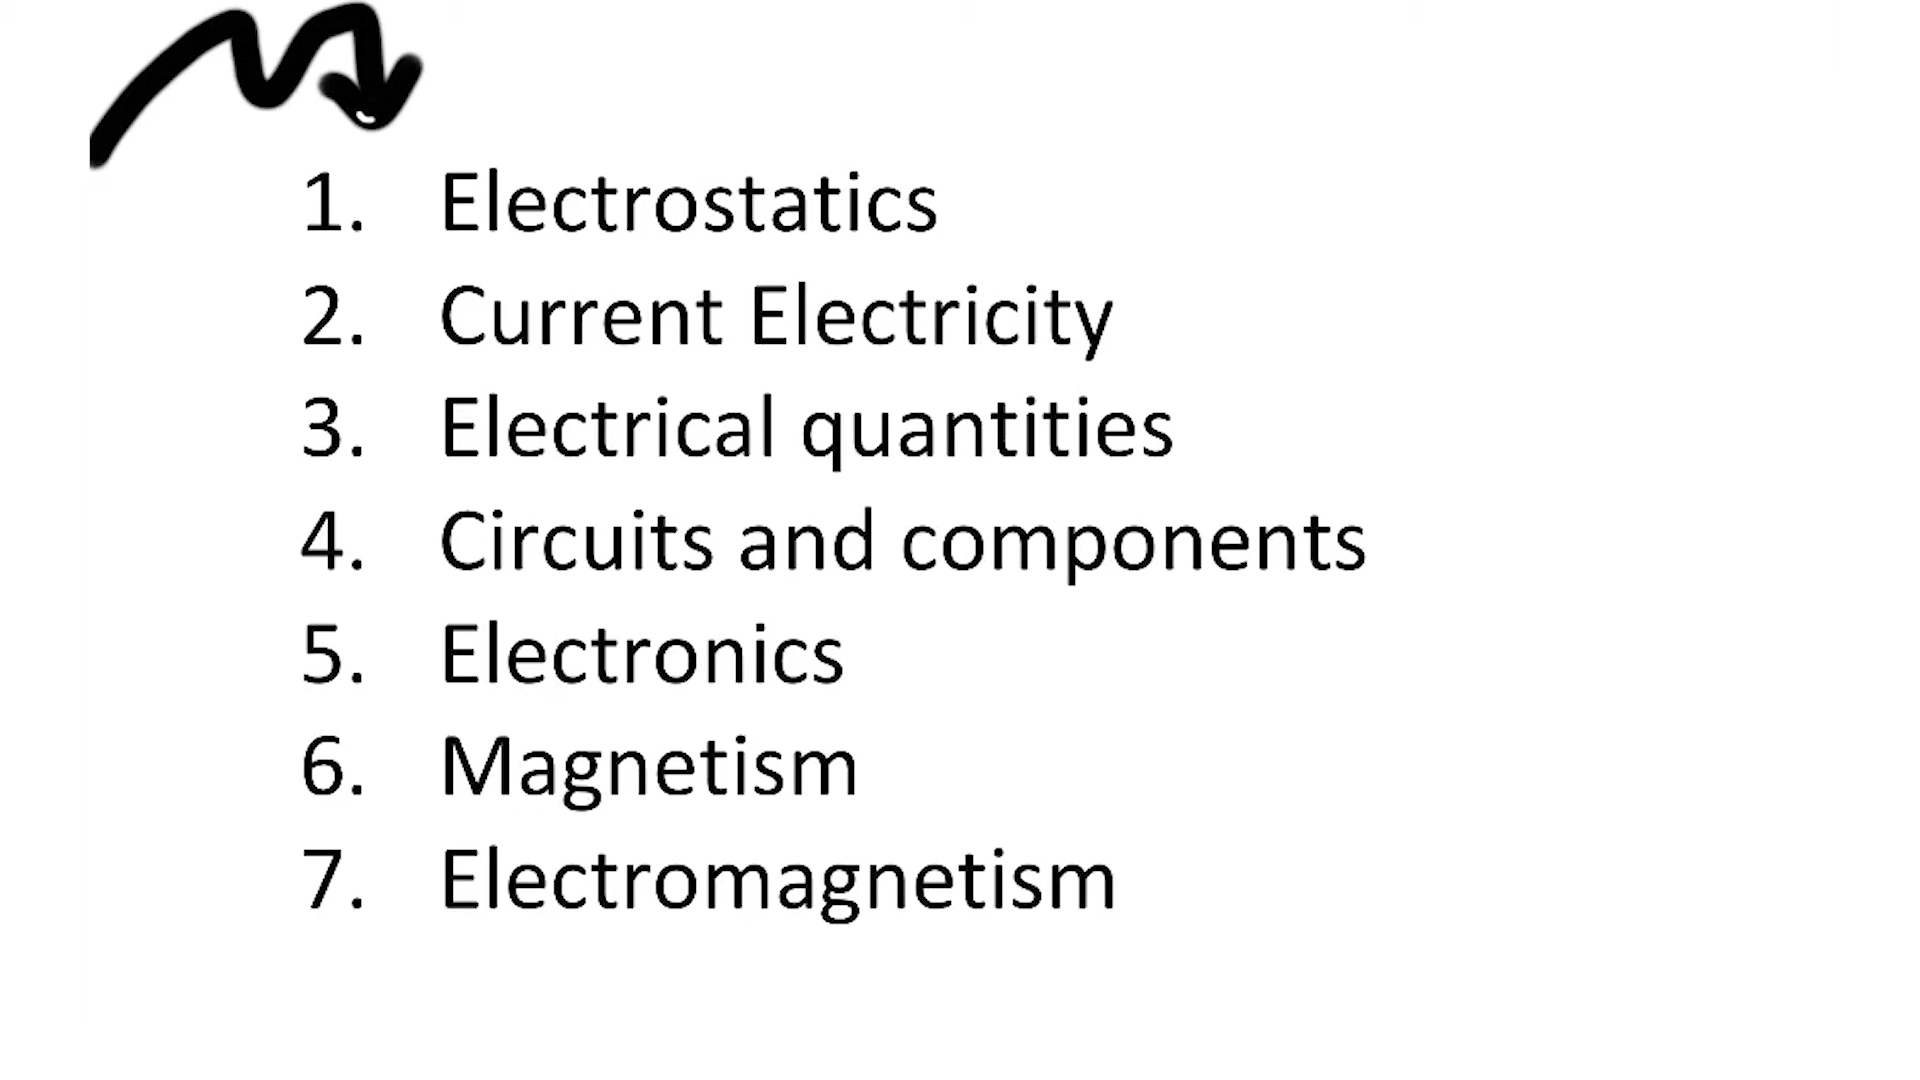 1. Electrostatics
2. Current Electricity
3. Electrical quantities
4. Circuits and components
5. Electronics
6. Magnetism
7. Electromagnetism